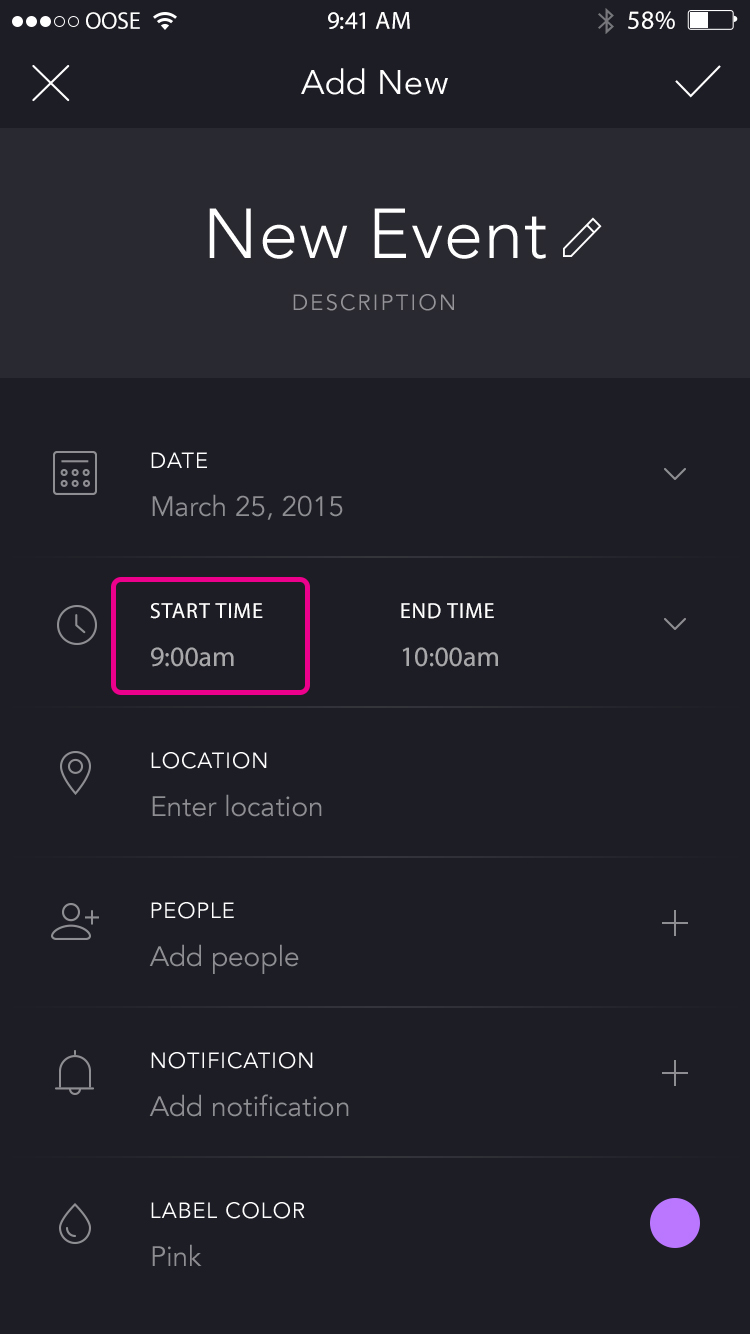 OOSE 9:41 AM 58%
Add New
New Event
DESCRIPTION
DATE
March 25, 2015
START TIME END TIME
9:00am 10:00am
LOCATION
Enter location
PEOPLE
Add people
NOTIFICATION
Add notification
LABEL COLOR
Pink